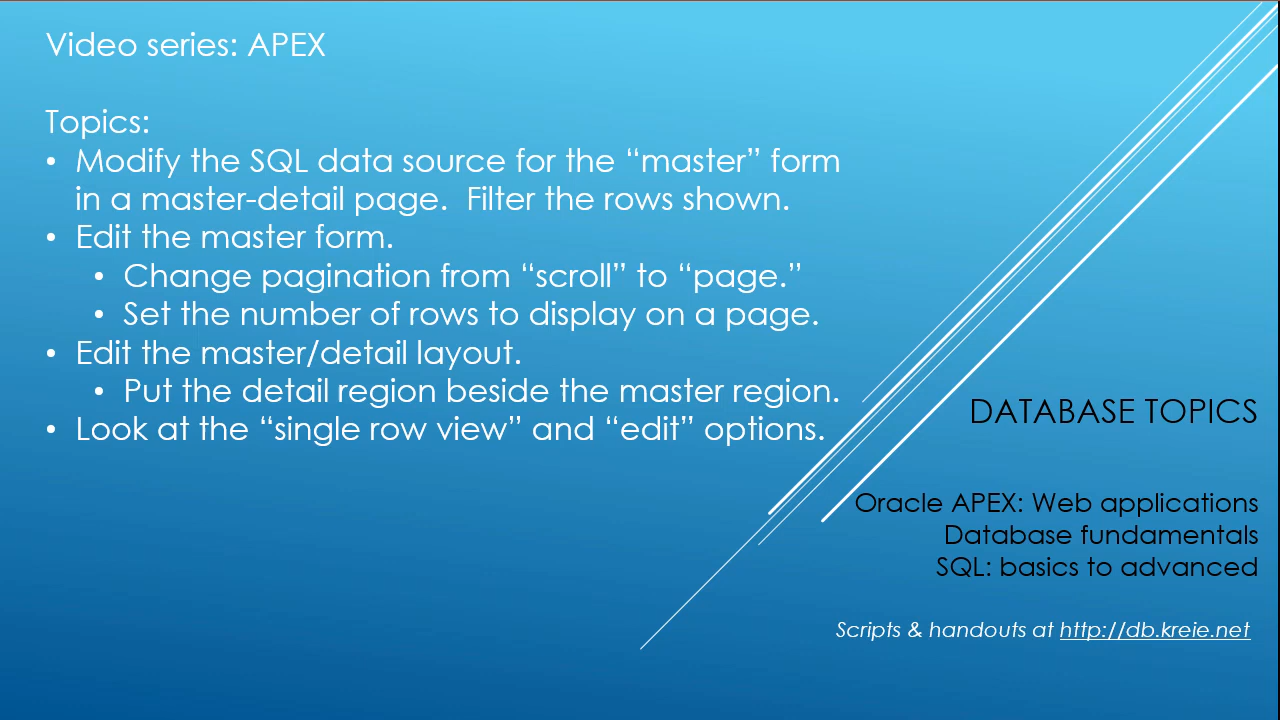 Video series: APEX
Topics:
• Modify the SQL data source for the “master” form
in a master-detail page.  Filter the rows shown.
• Edit the master form.
• Change pagination from “scroll” to “page.”
• Set the number of rows to display on a page.
• Edit the master/detail layout.
• Put the detail region beside the master region.
• Look at the “single row view” and “edit” options.
DATABASE TOPICS
Oracle APEX: Web applications
Database fundamentals
SQL: basics to advanced
Scripts & handouts at http://db.kreie.net